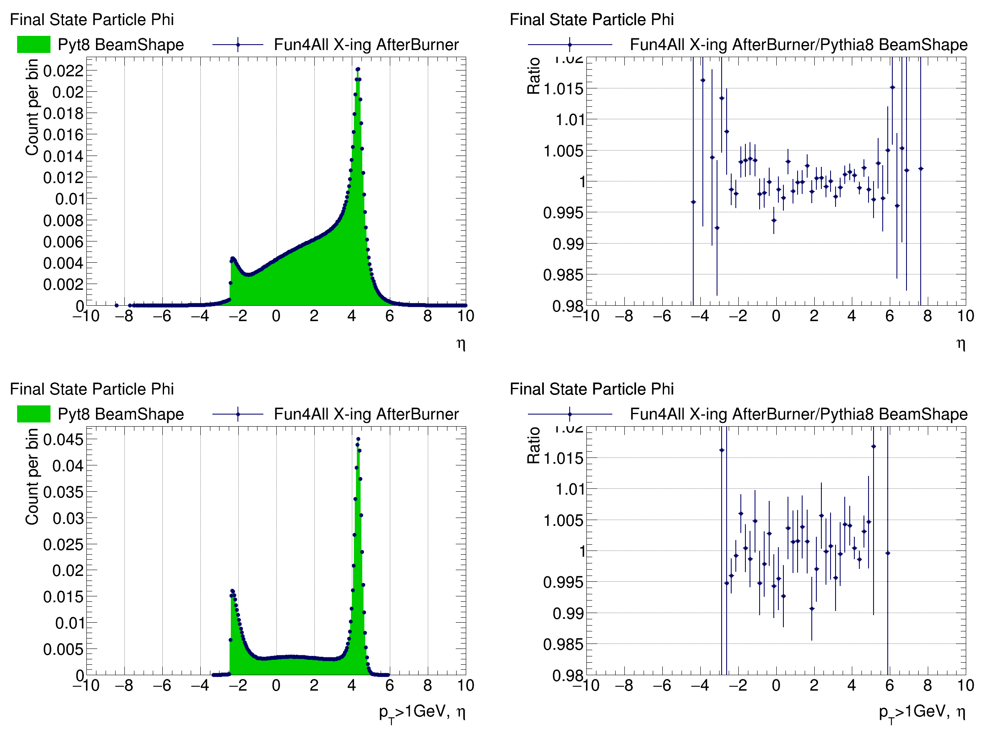 Final State Particle Phi
Pyt8 BeamShape
Fun4All X-ing AfterBurner
Count per bin
0.022
0.02
0.018
0.016
0.014
0.012
0.01
0.008
0.006
0.004
0.002
0
−10 −8 −6 −4 −2 0 2 4 6 8 10
η
Final State Particle Phi
Fun4All X-ing AfterBurner/Pythia8 BeamShape
Ratio
1.02
1.015
1.01
1.005
1
0.995
0.99
0.985
0.98
−10 −8 −6 −4 −2 0 2 4 6 8 10
η
Final State Particle Phi
Pyt8 BeamShape
Fun4All X-ing AfterBurner
Count per bin
0.045
0.04
0.035
0.03
0.025
0.02
0.015
0.01
0.005
0
−10 −8 −6 −4 −2 0 2 4 6 8 10
pT>1GeV, η
Final State Particle Phi
Fun4All X-ing AfterBurner/Pythia8 BeamShape
Ratio
1.02
1.015
1.01
1.005
1
0.995
0.99
0.985
0.98
−10 −8 −6 −4 −2 0 2 4 6 8 10
pT>1GeV, η